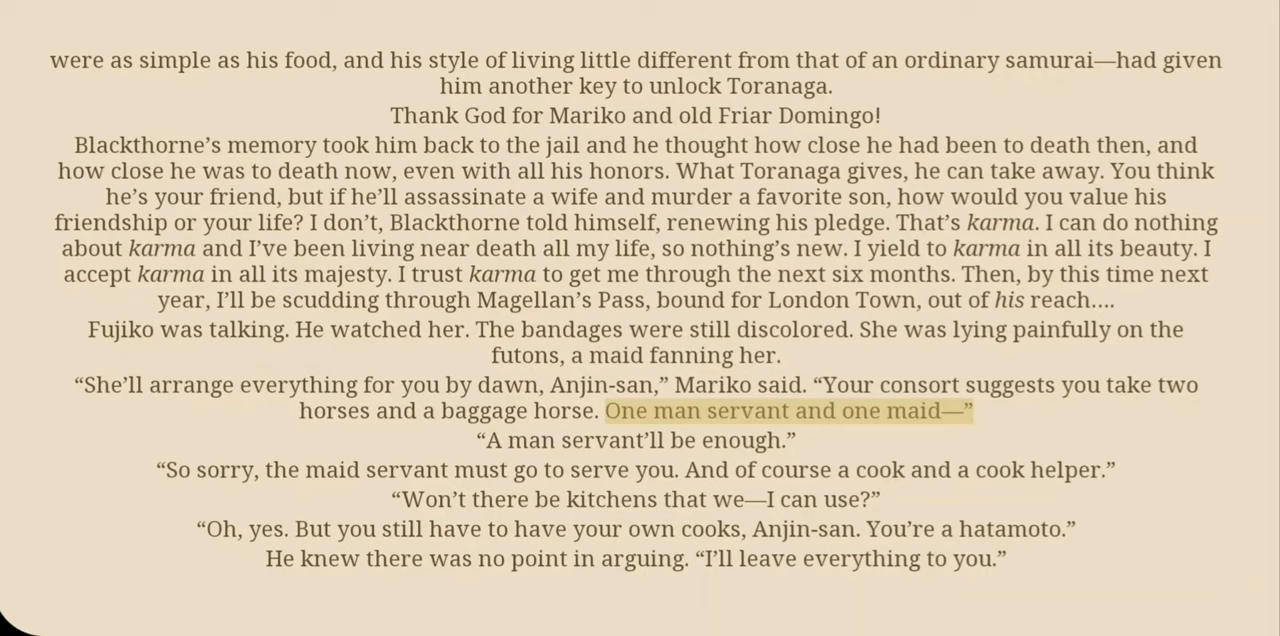 were as simple as his food, and his style of living little different from that of an ordinary samurai—had given
him another key to unlock Toranaga.
Thank God for Mariko and old Friar Domingo!
Blackthorne’s memory took him back to the jail and he thought how close he had been to death then, and
how close he was to death now, even with all his honors. What Toranaga gives, he can take away. You think
he’s your friend, but if he’ll assassinate a wife and murder a favorite son, how would you value his
friendship or your life? I don’t, Blackthorne told himself, renewing his pledge. That’s karma. I can do nothing
about karma and I’ve been living near death all my life, so nothing’s new. I yield to karma in all its beauty. I
accept karma in all its majesty. I trust karma to get me through the next six months. Then, by this time next
year, I’ll be scudding through Magellan’s Pass, bound for London Town, out of his reach....
Fujiko was talking. He watched her. The bandages were still discolored. She was lying painfully on the
futons, a maid fanning her.
“She’ll arrange everything for you by dawn, Anjin-san,” Mariko said. “Your consort suggests you take two
horses and a baggage horse. One man servant and one maid—”
“A man servant’ll be enough.”
“So sorry, the maid servant must go to serve you. And of course a cook and a cook helper.”
“Won’t there be kitchens that we—I can use?”
“Oh, yes. But you still have to have your own cooks, Anjin-san. You’re a hatamoto.”
He knew there was no point in arguing. “I’ll leave everything to you.”